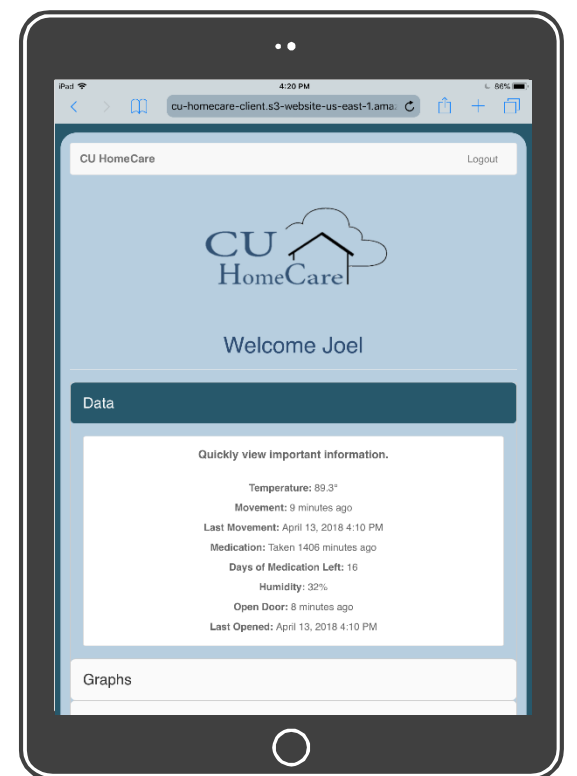 iPad
4:20 PM
86%
cu-homecare-client.s3-website-us-east-1.ama
CU HomeCare
Logout
CU
HomeCare
Welcome Joel
Data
Quickly view important information.
Temperature: 89.3°
Movement: 9 minutes ago
Last Movement: April 13, 2018 4:10 PM
Medication: Taken 1406 minutes ago
Days of Medication Left: 16
Humidity: 32%
Open Door: 8 minutes ago
Last Opened: April 13, 2018 4:10 PM
Graphs